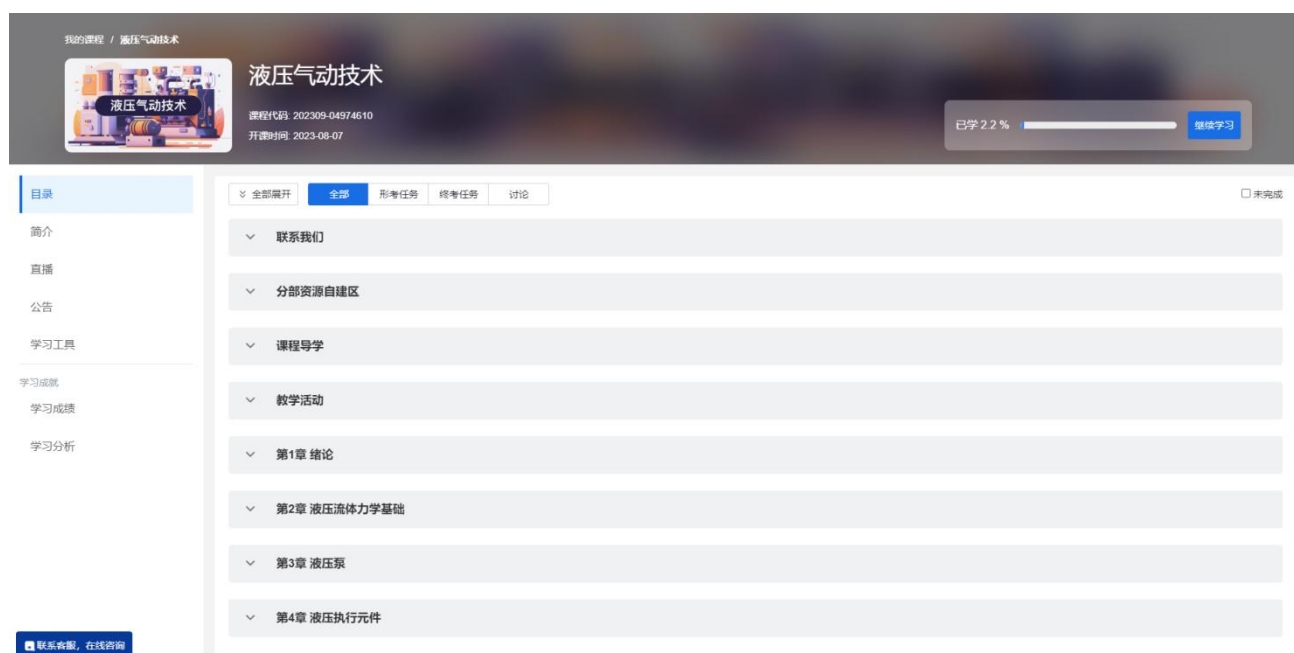 我的课程 / 液压气动技术
液压气动技术
液压气动技术
课程代码: 202309-04974610
开课时间: 2023-08-07
已学 2.2 %
继续学习
目录
简介
直播
公告
学习工具
学习成就
学习成绩
学习分析
全部展开 全部 形考任务 终考任务 讨论 未完成
联系我们
分部资源自建区
课程导学
教学活动
第1章 绪论
第2章 液压流体力学基础
第3章 液压泵
第4章 液压执行元件
联系客服，在线咨询